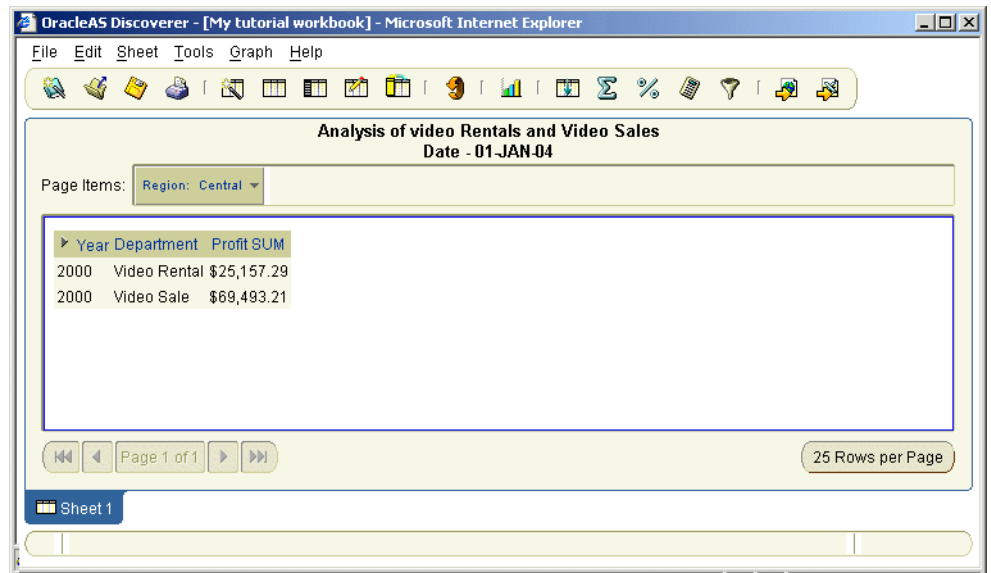 OracleAS Discoverer - [My tutorial workbook] - Microsoft Internet Explorer
File Edit Sheet Tools Graph Help
Analysis of video Rentals and Video Sales
Date - 01-JAN-04
Page Items: Region: Central
Year Department Profit SUM
2000 Video Rental $25,157.29
2000 Video Sale $69,493.21
Page 1 of 1
25 Rows per Page
Sheet 1